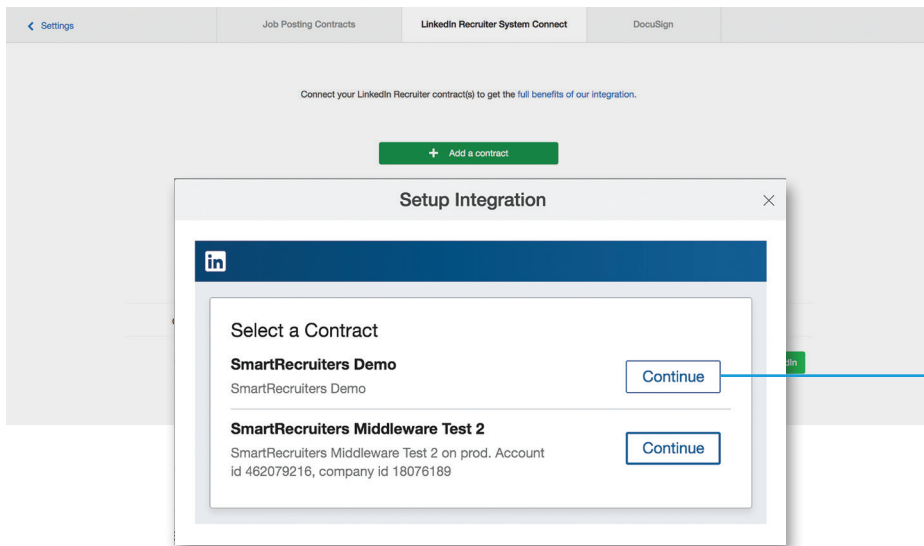 Settings
Job Posting Contracts
LinkedIn Recruiter System Connect
DocuSign
Connect your LinkedIn Recruiter contract(s) to get the full benefits of our integration.
+ Add a contract
Setup Integration
in
Select a Contract
SmartRecruiters Demo
SmartRecruiters Demo
Continue
SmartRecruiters Middleware Test 2
SmartRecruiters Middleware Test 2 on prod. Account
id 462079216, company id 18076189
Continue